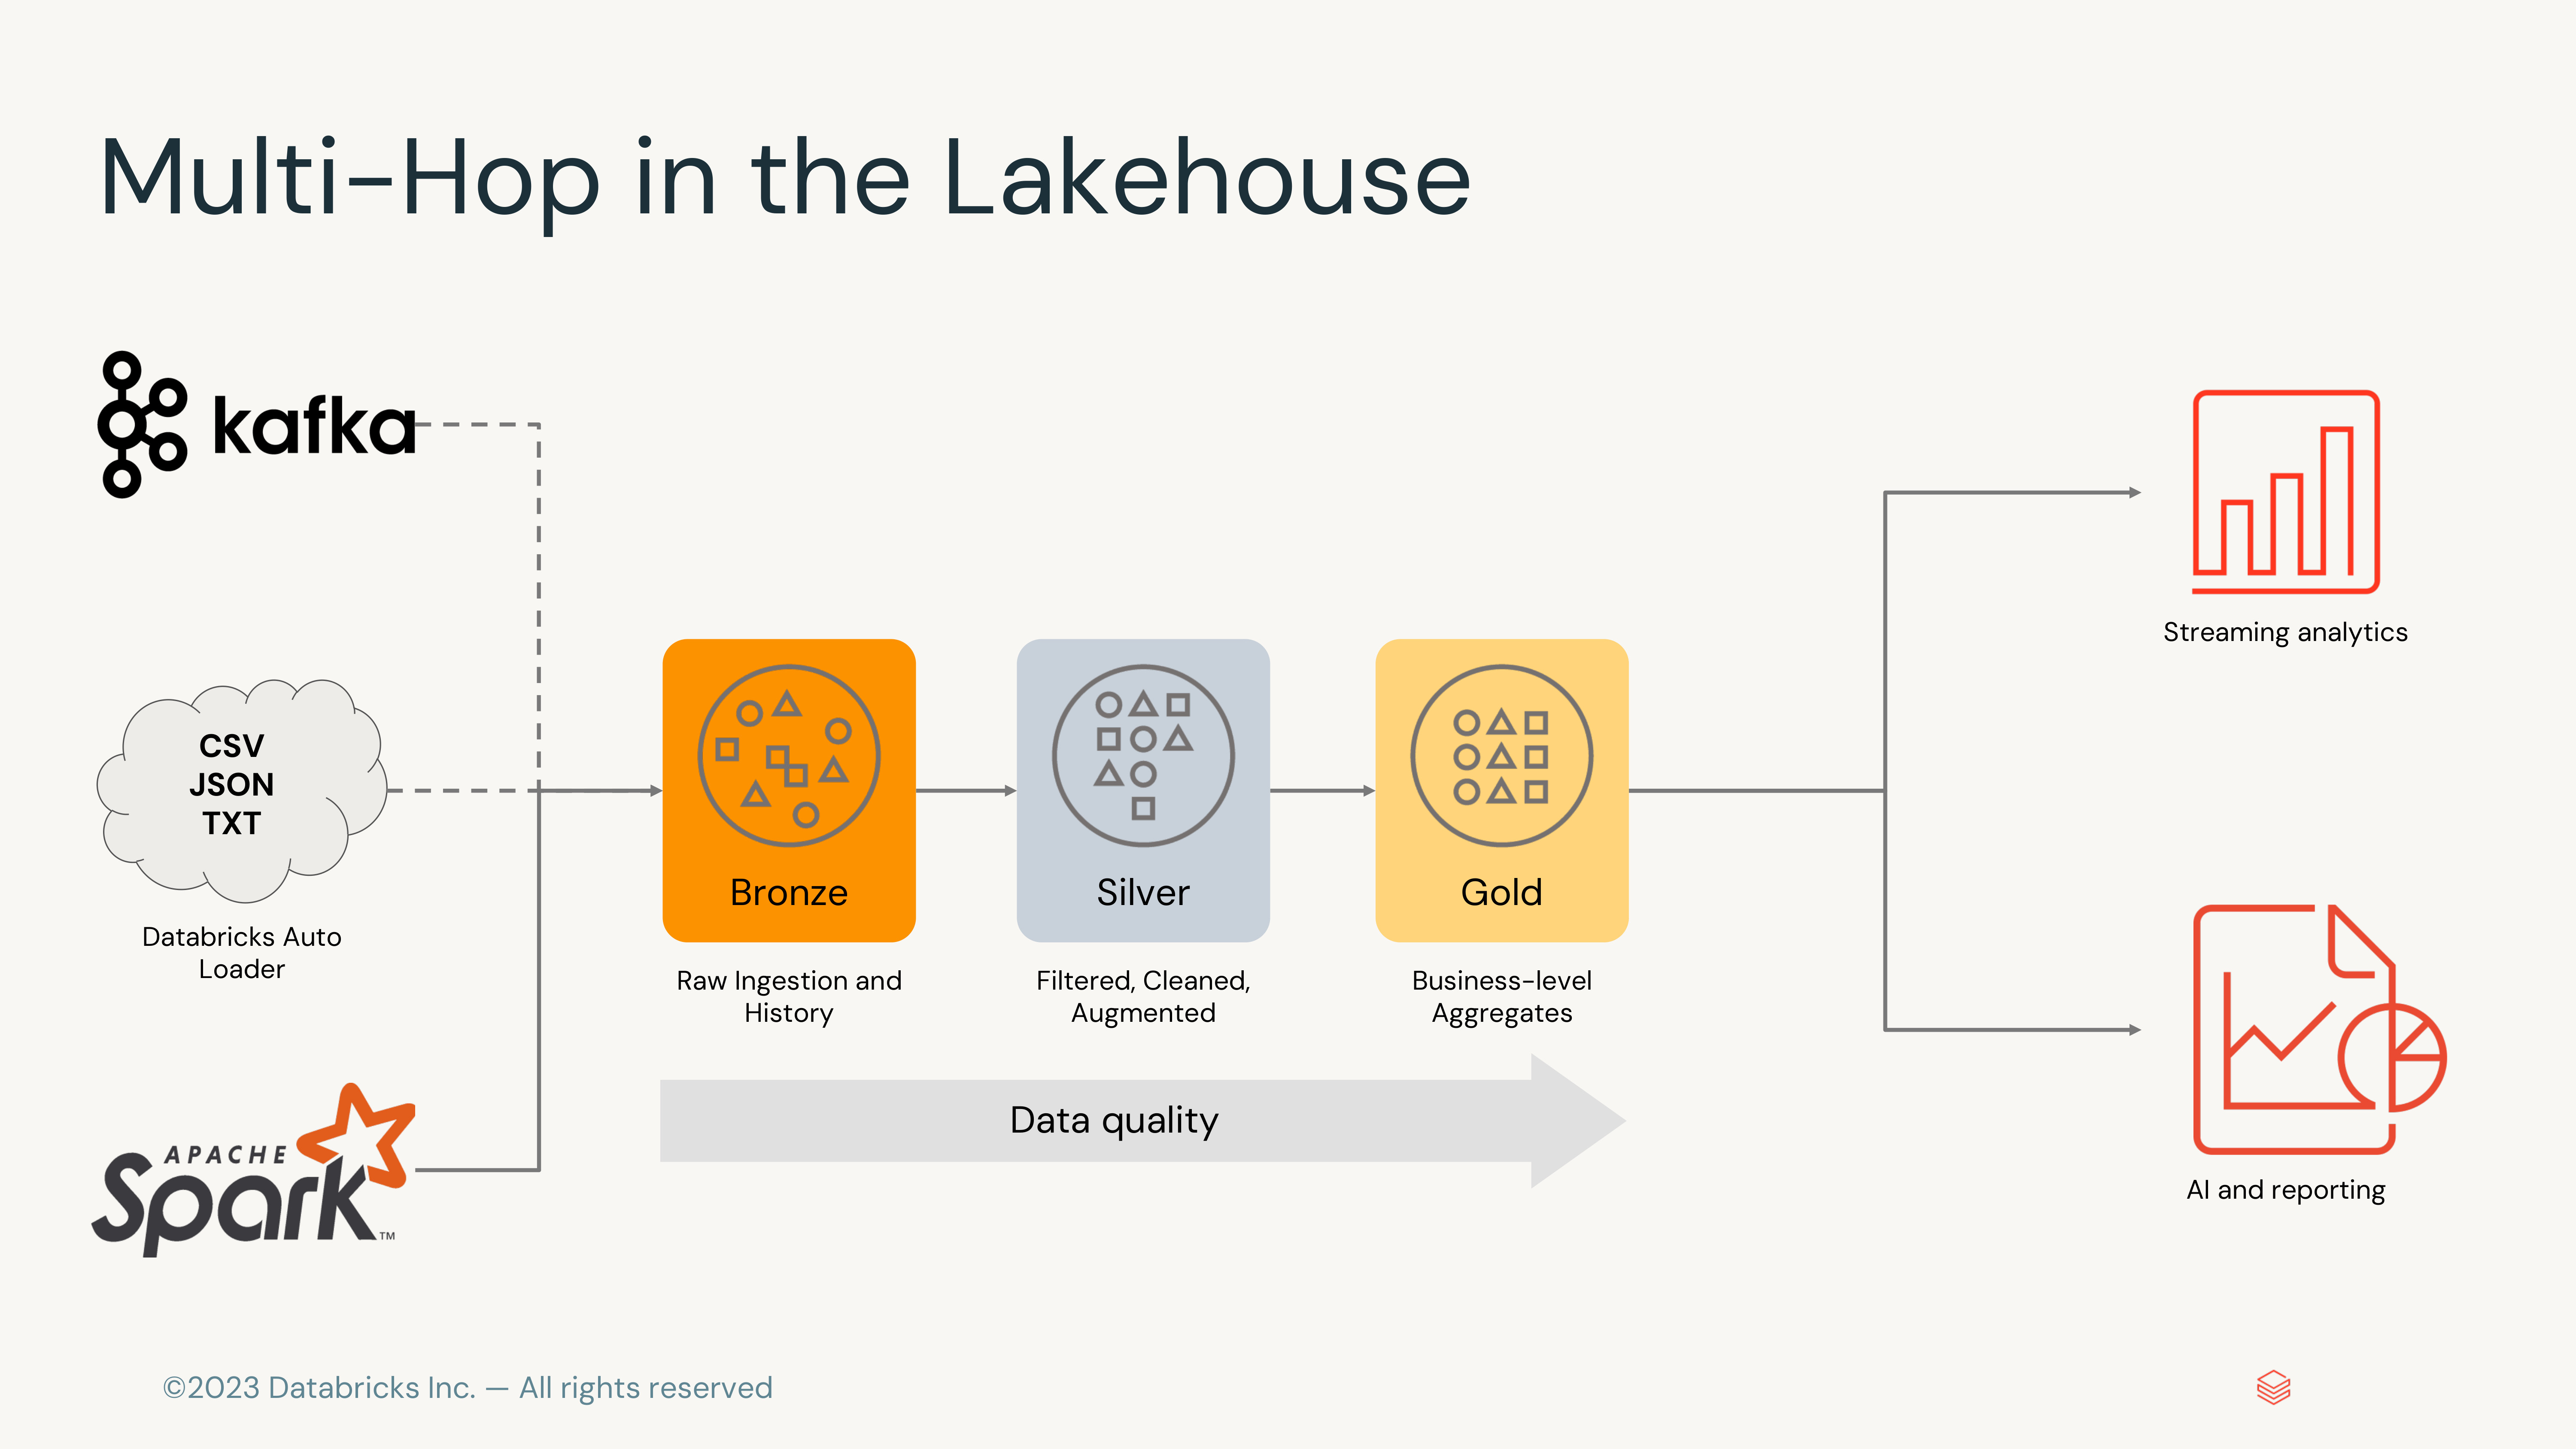 Multi-Hop in the Lakehouse
kafka
CSV
JSON
TXT
Databricks Auto
Loader
APACHE
Spark™
Bronze
Raw Ingestion and
History
Silver
Filtered, Cleaned,
Augmented
Gold
Business-level
Aggregates
Data quality
Streaming analytics
AI and reporting
©2023 Databricks Inc. — All rights reserved